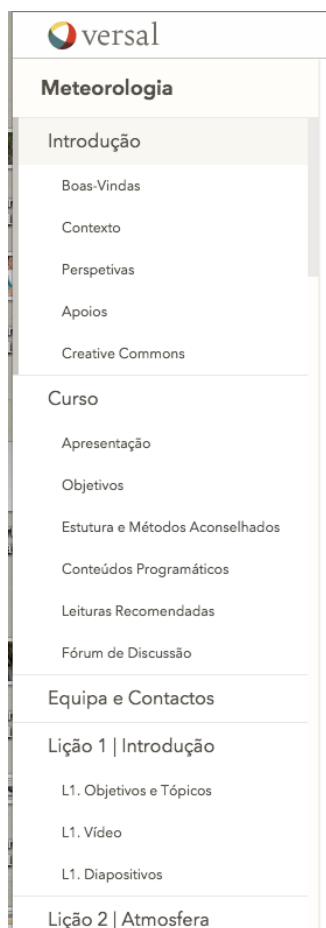 versal
Meteorologia
Introdução
Boas-Vindas
Contexto
Perspetivas
Apoios
Creative Commons
Curso
Apresentação
Objetivos
Estutura e Métodos Aconselhados
Conteúdos Programáticos
Leituras Recomendadas
Fórum de Discussão
Equipa e Contactos
Lição 1 | Introdução
L1. Objetivos e Tópicos
L1. Vídeo
L1. Diapositivos
Lição 2 | Atmosfera